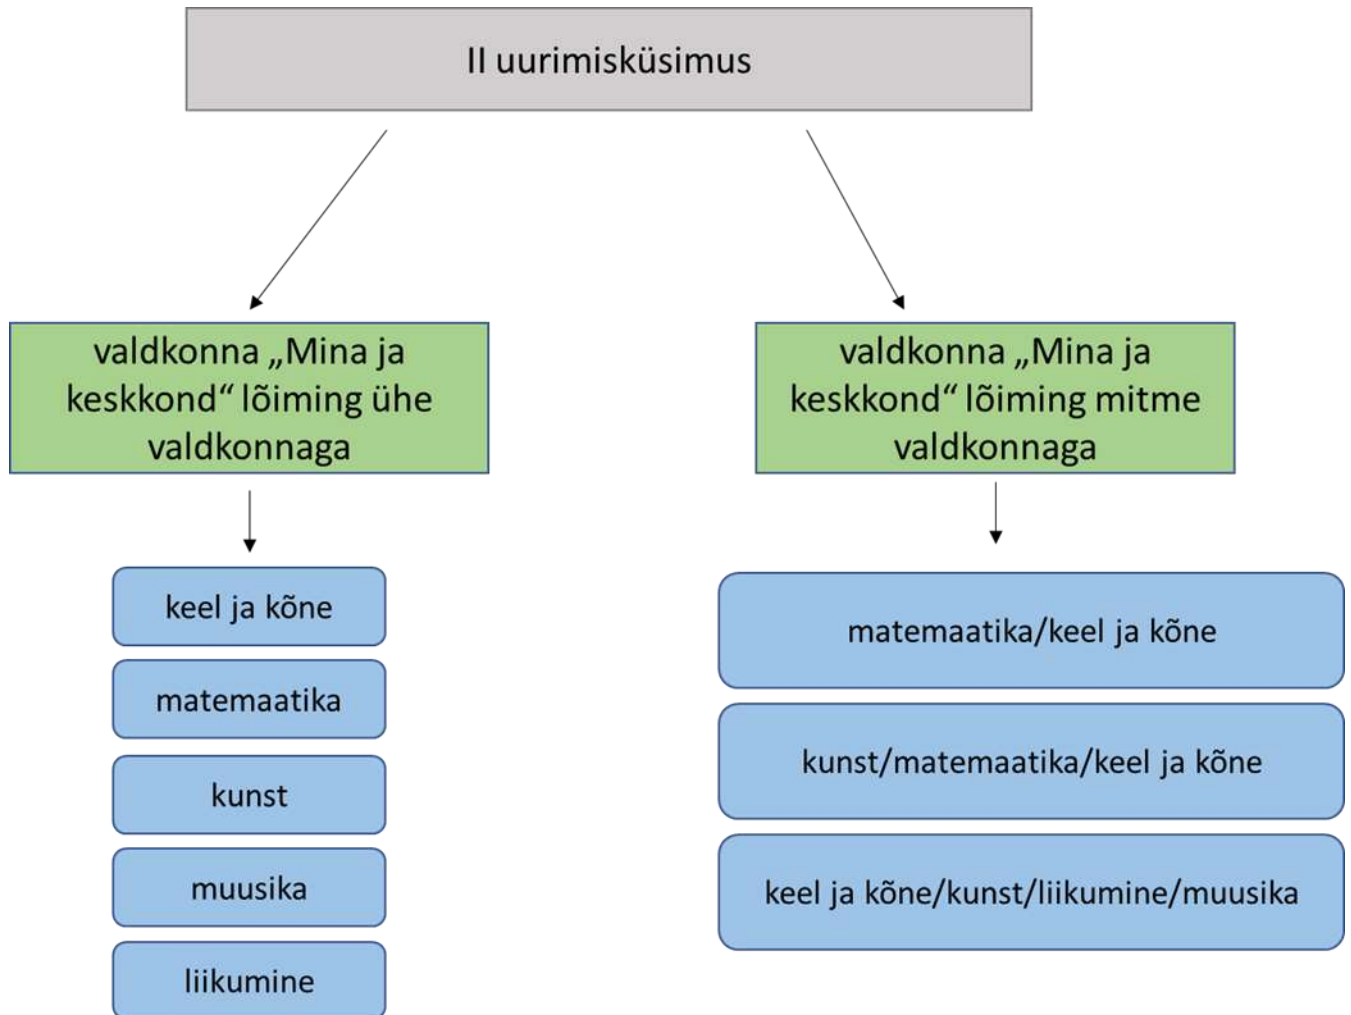 II uurimisküsimus
valdkonna „Mina ja
keskkond“ lõiming ühe
valdkonnaga
valdkonna „Mina ja
keskkond“ lõiming mitme
valdkonnaga
keel ja kõne
matemaatika
kunst
muusika
liikumine
matemaatika/keel ja kõne
kunst/matemaatika/keel ja kõne
keel ja kõne/kunst/liikumine/muusika